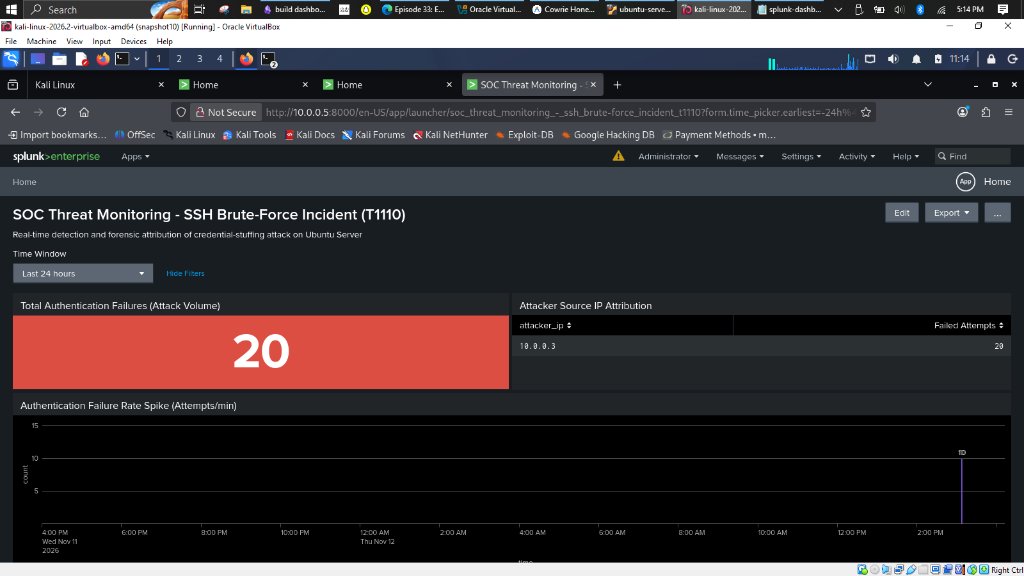 Search
build dashbo...
Episode 33: E...
Oracle Virtual...
Cowrie Hone...
ubuntu-serve...
kali-linux-202...
splunk-dashb...
5:14 PM
kali-linux-2026.2-virtualbox-amd64 (snapshot10) [Running] - Oracle VirtualBox
File Machine View Input Devices Help
1 2 3 4
2
11:14
Kali Linux
Home
Home
SOC Threat Monitoring - S
Not Secure
http://10.0.0.5:8000/en-US/app/launcher/soc_threat_monitoring_-_ssh_brute-force_incident_t1110?form.time_picker.earliest=-24h%
Import bookmarks...
OffSec
Kali Linux
Kali Tools
Kali Docs
Kali Forums
Kali NetHunter
Exploit-DB
Google Hacking DB
Payment Methods • m...
splunk>enterprise
Apps
Administrator
Messages
Settings
Activity
Help
Find
Home
App
Home
SOC Threat Monitoring - SSH Brute-Force Incident (T1110)
Edit
Export
...
Real-time detection and forensic attribution of credential-stuffing attack on Ubuntu Server
Time Window
Last 24 hours
Hide Filters
Total Authentication Failures (Attack Volume)
20
Attacker Source IP Attribution
attacker_ip
Failed Attempts
10.0.0.3
20
Authentication Failure Rate Spike (Attempts/min)
15
10
5
count
10
4:00 PM
Wed Nov 11
2026
6:00 PM
8:00 PM
10:00 PM
12:00 AM
Thu Nov 12
2:00 AM
4:00 AM
6:00 AM
8:00 AM
10:00 AM
12:00 PM
2:00 PM
time
Right Ctrl